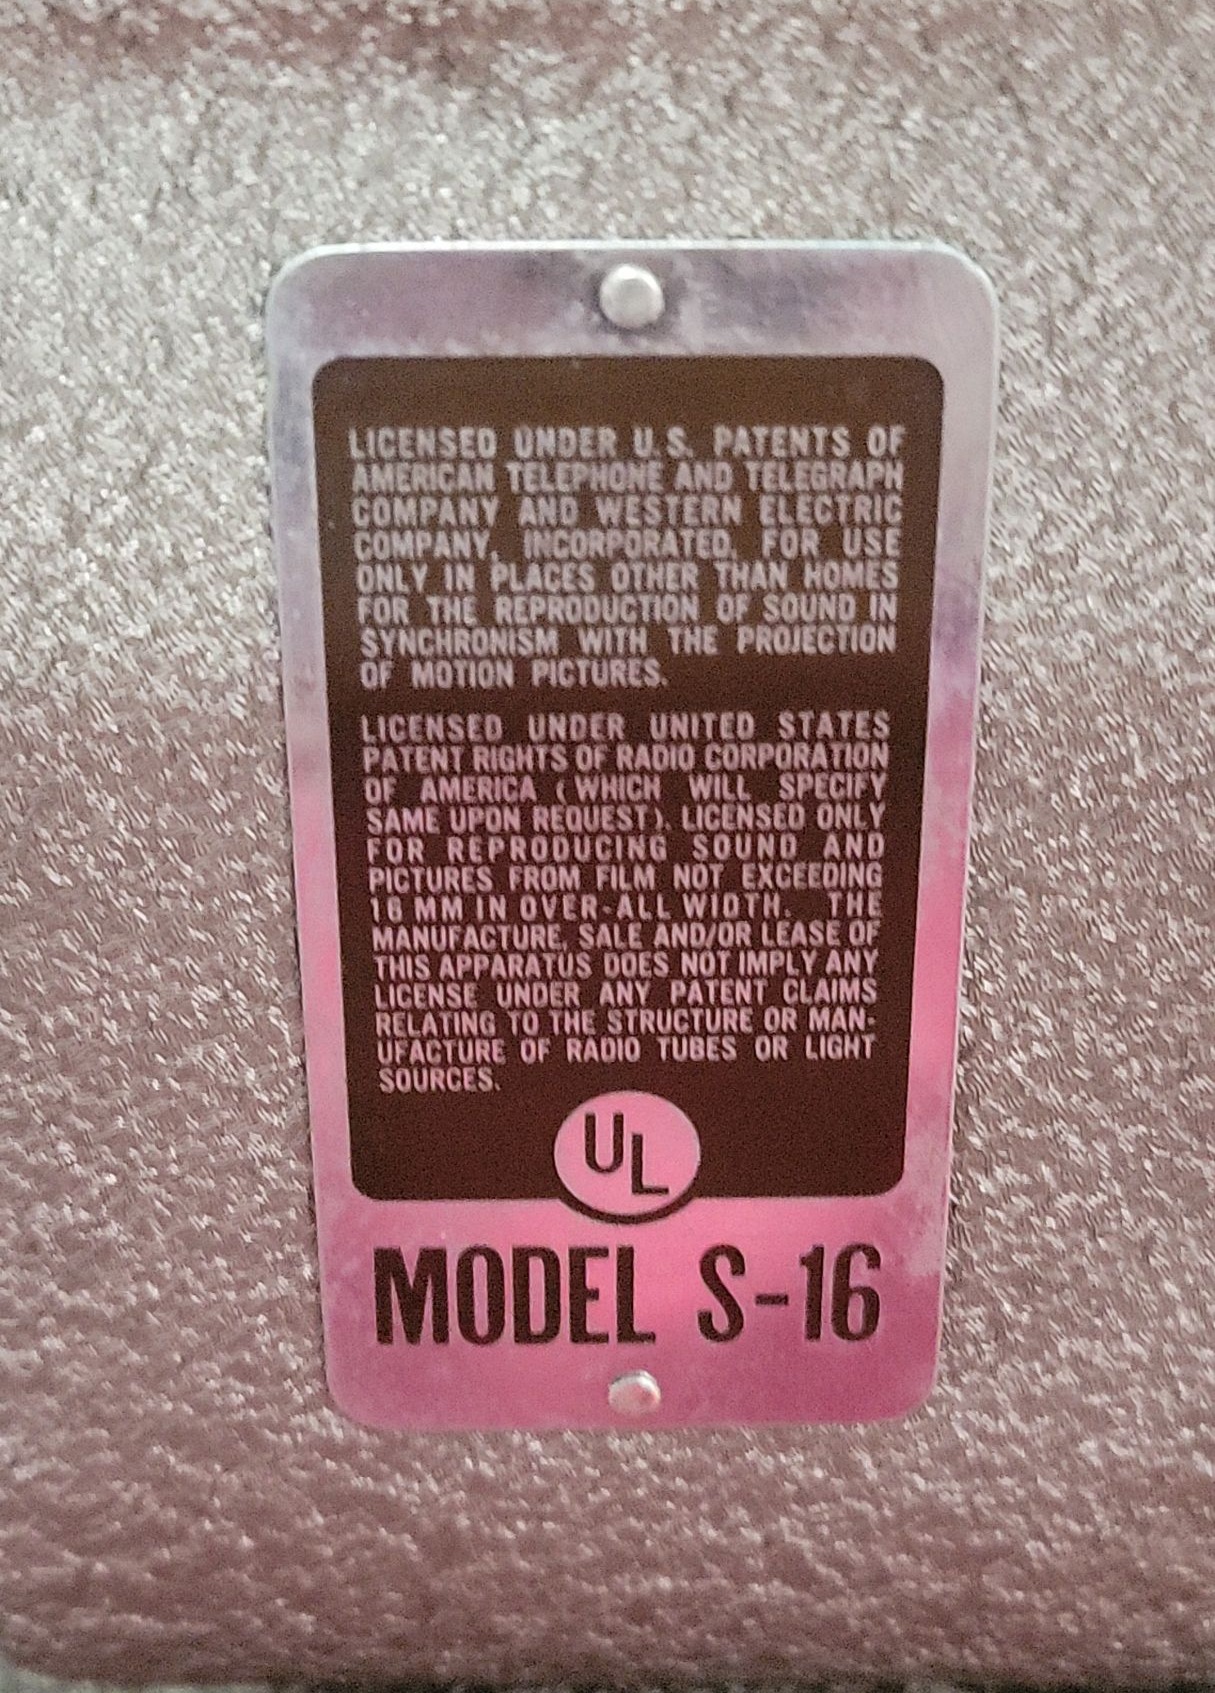 LICENSED UNDER U.S. PATENTS OF
AMERICAN TELEPHONE AND TELEGRAPH
COMPANY AND WESTERN ELECTRIC
COMPANY, INCORPORATED, FOR USE
ONLY IN PLACES OTHER THAN HOMES
FOR THE REPRODUCTION OF SOUND IN
SYNCHRONISM WITH THE PROJECTION
OF MOTION PICTURES.
LICENSED UNDER UNITED STATES
PATENT RIGHTS OF RADIO CORPORATION
OF AMERICA (WHICH WILL SPECIFY
SAME UPON REQUEST). LICENSED ONLY
FOR REPRODUCING SOUND AND
PICTURES FROM FILM NOT EXCEEDING
16 MM IN OVER-ALL WIDTH. THE
MANUFACTURE, SALE AND/OR LEASE OF
THIS APPARATUS DOES NOT IMPLY ANY
LICENSE UNDER ANY PATENT CLAIMS
RELATING TO THE STRUCTURE OR MAN-
UFACTURE OF RADIO TUBES OR LIGHT
SOURCES.
UL
MODEL S-16